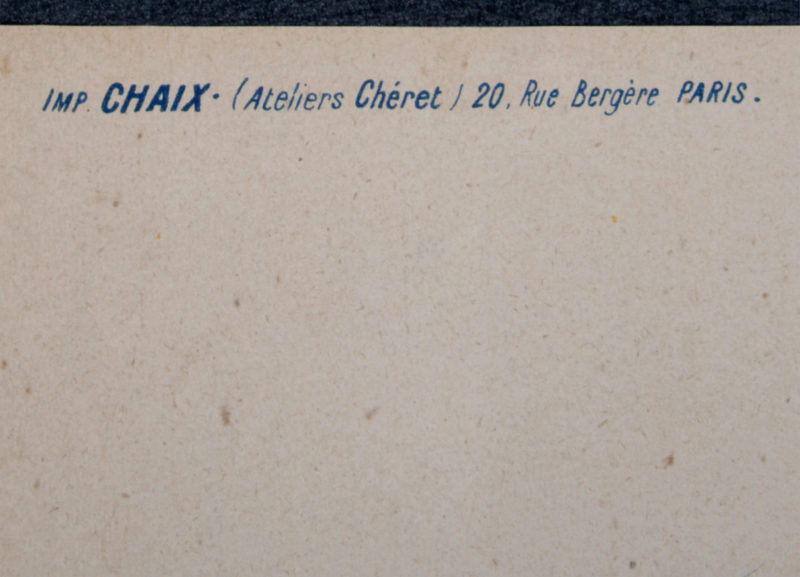 IMP. CHAIX. (Ateliers Chéret) 20, Rue Bergère PARIS.